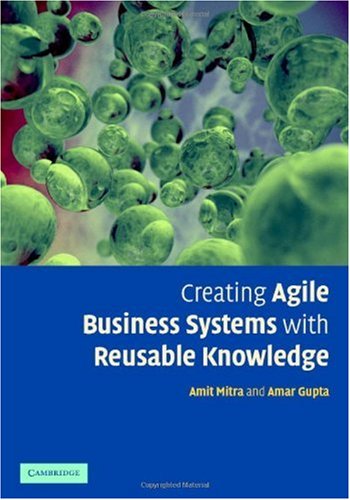 Creating Agile
Business Systems with
Reusable Knowledge
Amit Mitra and Amar Gupta
CAMBRIDGE